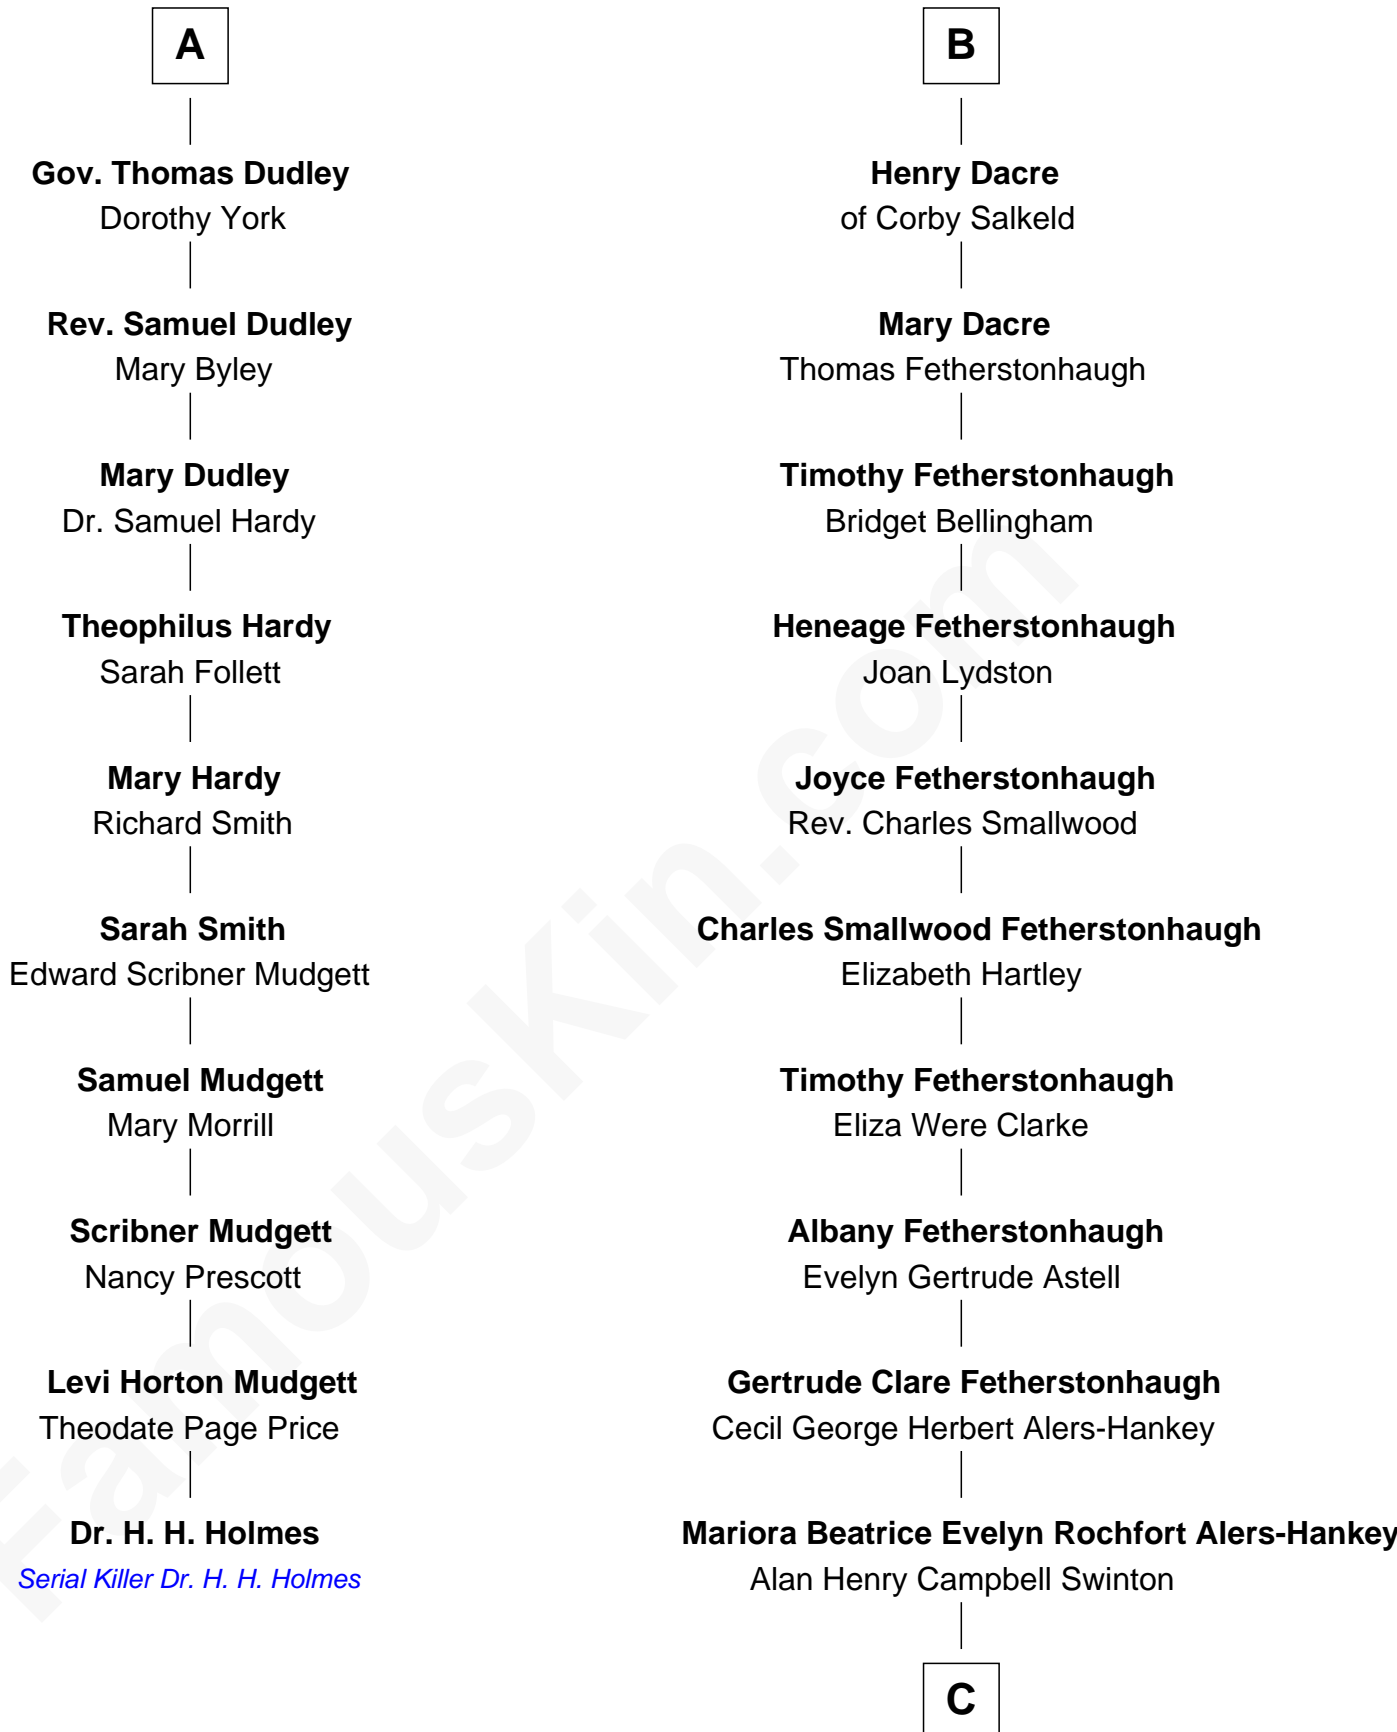 A
Gov. Thomas Dudley
Dorothy York
Rev. Samuel Dudley
Mary Byley
Mary Dudley
Dr. Samuel Hardy
Theophilus Hardy
Sarah Follett
Mary Hardy
Richard Smith
Sarah Smith
Edward Scribner Mudgett
Samuel Mudgett
Mary Morrill
Scribner Mudgett
Nancy Prescott
Levi Horton Mudgett
Theodate Page Price
Dr. H. H. Holmes
Serial Killer Dr. H. H. Holmes
B
Henry Dacre
of Corby Salkeld
Mary Dacre
Thomas Fetherstonhaugh
Timothy Fetherstonhaugh
Bridget Bellingham
Heneage Fetherstonhaugh
Joan Lydston
Joyce Fetherstonhaugh
Rev. Charles Smallwood
Charles Smallwood Fetherstonhaugh
Elizabeth Hartley
Timothy Fetherstonhaugh
Eliza Were Clarke
Albany Fetherstonhaugh
Evelyn Gertrude Astell
Gertrude Clare Fetherstonhaugh
Cecil George Herbert Alers-Hankey
Mariora Beatrice Evelyn Rochfort Alers-Hankey
Alan Henry Campbell Swinton
C
FamousKin.com